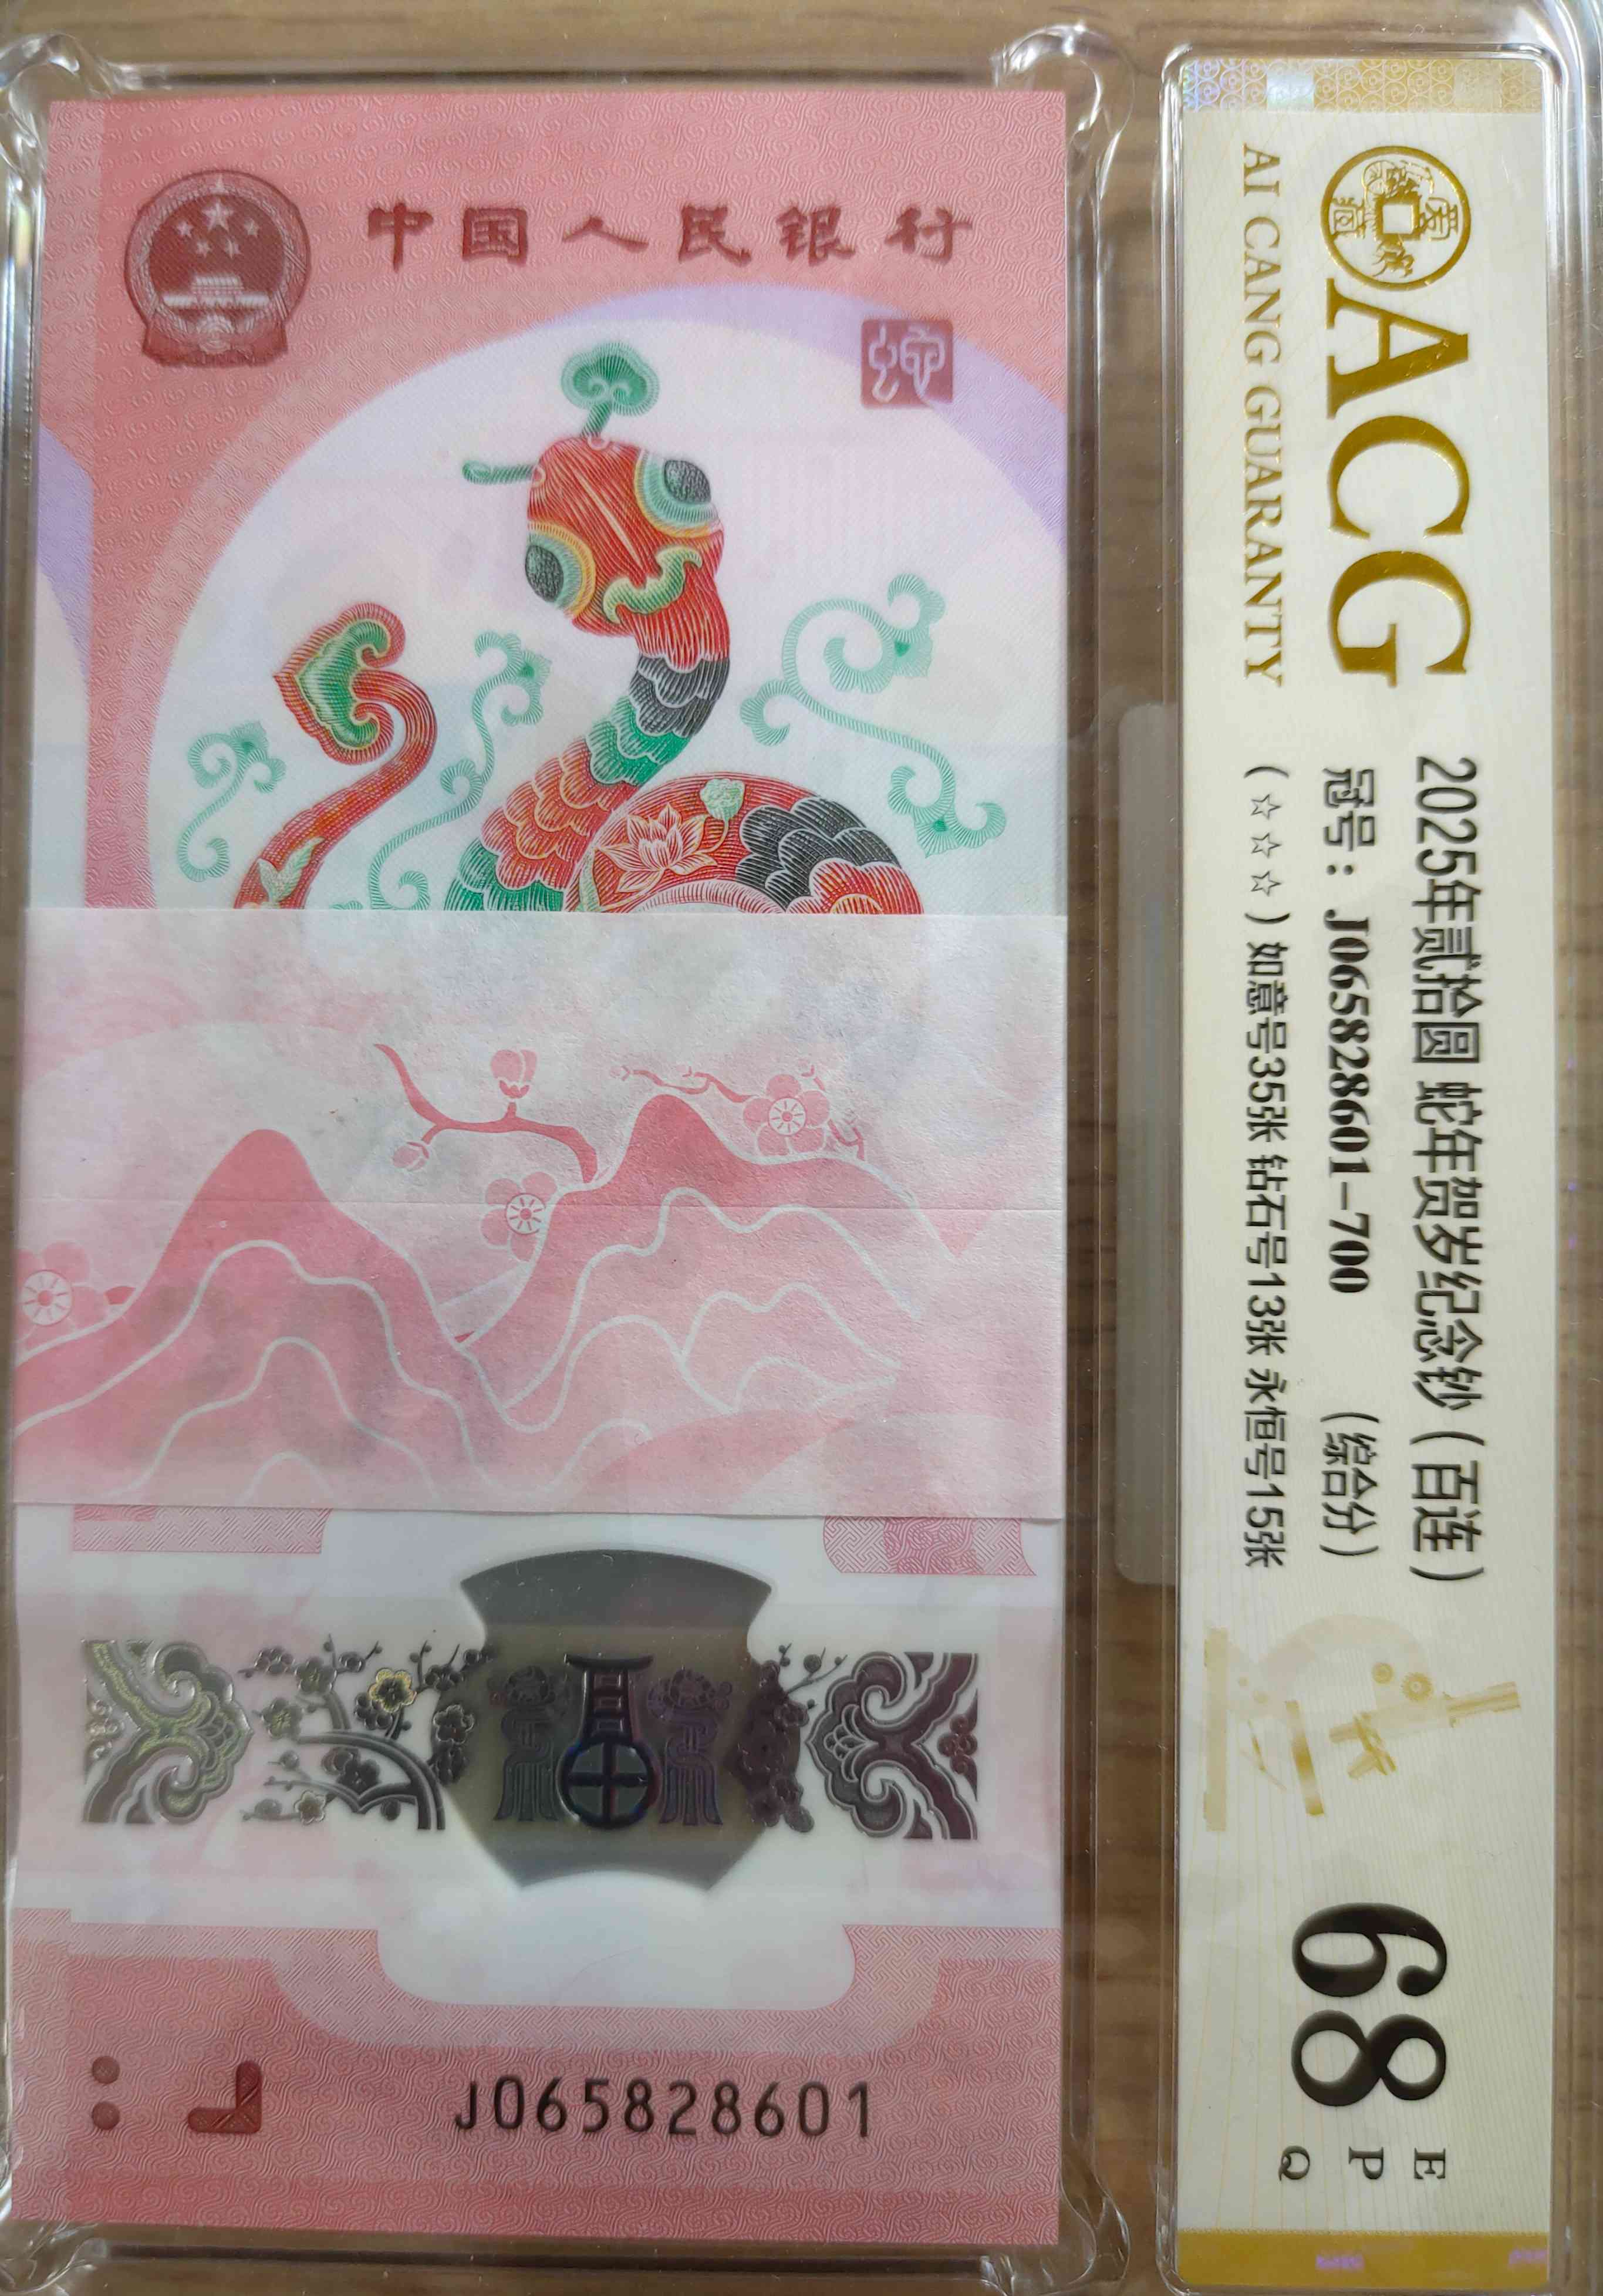 中国人民银行
J065828601
ACG
AI CANG GUARANTY
2025年贰拾圆 蛇年贺岁纪念钞（百连）
冠号：J065828601-700 （综合分）
（☆☆☆）如意号35张 钻石号13张 永恒号15张
68
E
P
Q